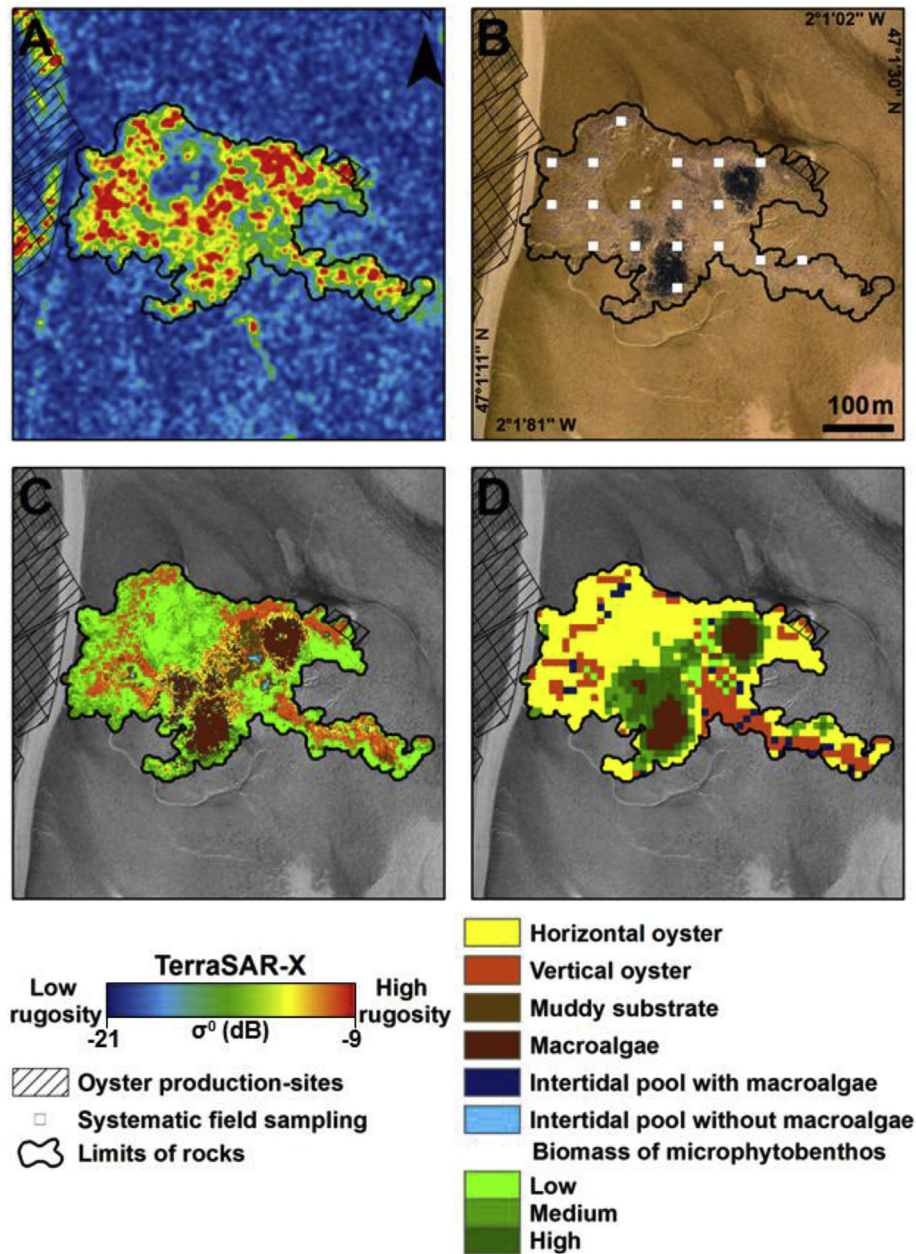 A
N
B
2°1'02" W
47°1'30" N
47°1'11" N
2°1'81" W
100m
C
D
TerraSAR-X
Low rugosity
High rugosity
-21
σ⁰ (dB)
-9
Oyster production-sites
Systematic field sampling
Limits of rocks
Horizontal oyster
Vertical oyster
Muddy substrate
Macroalgae
Intertidal pool with macroalgae
Intertidal pool without macroalgae
Biomass of microphytobenthos
Low
Medium
High